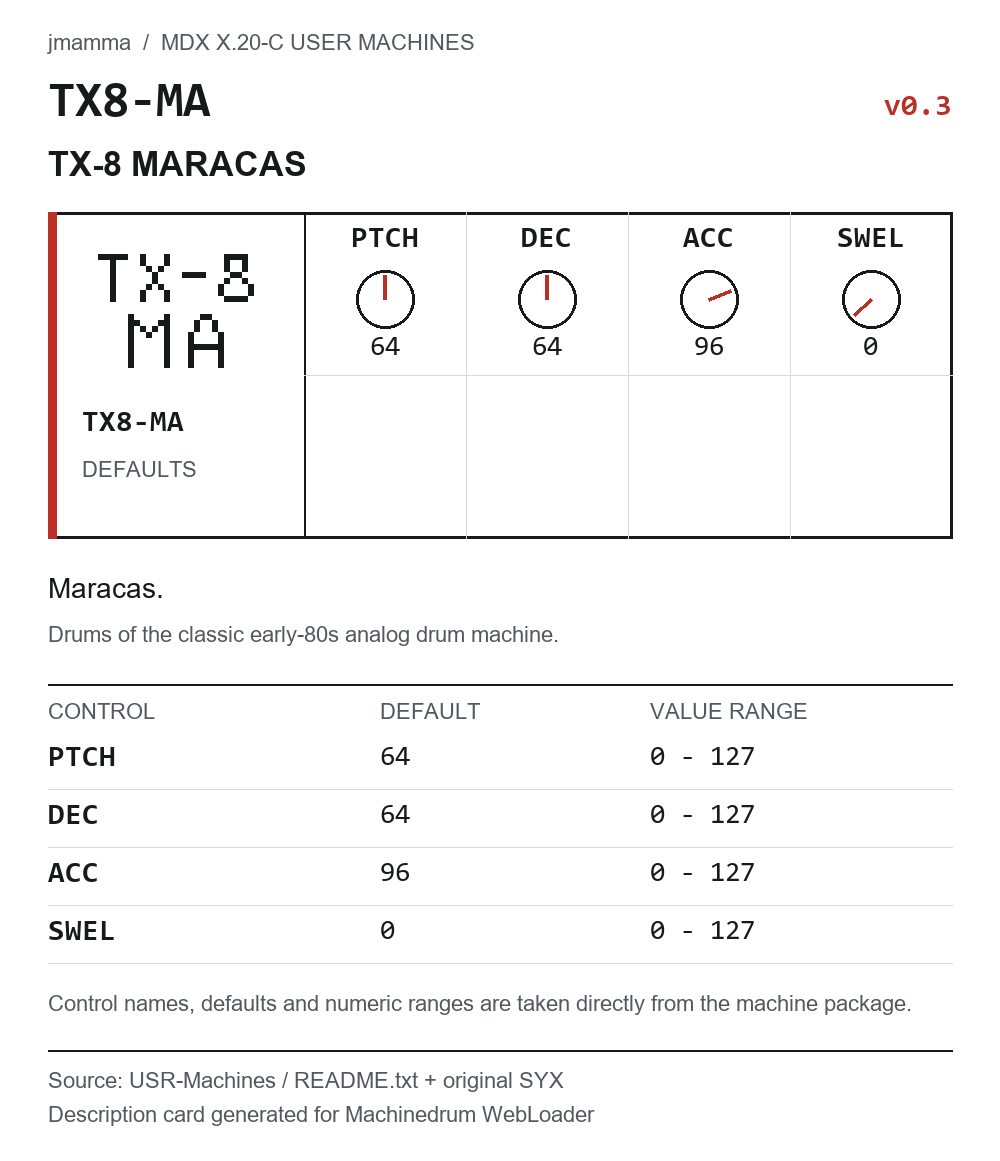 jmamma / MDX X.20-C USER MACHINES
TX8-MA
v0.3
TX-8 MARACAS
TX-8
MA
TX8-MA
DEFAULTS
PTCH DEC ACC SWEL
64 64 96 0
Maracas.
Drums of the classic early-80s analog drum machine.
CONTROL DEFAULT VALUE RANGE
PTCH 64 0 - 127
DEC 64 0 - 127
ACC 96 0 - 127
SWEL 0 0 - 127
Control names, defaults and numeric ranges are taken directly from the machine package.
Source: USR-Machines / README.txt + original SYX
Description card generated for Machinedrum WebLoader